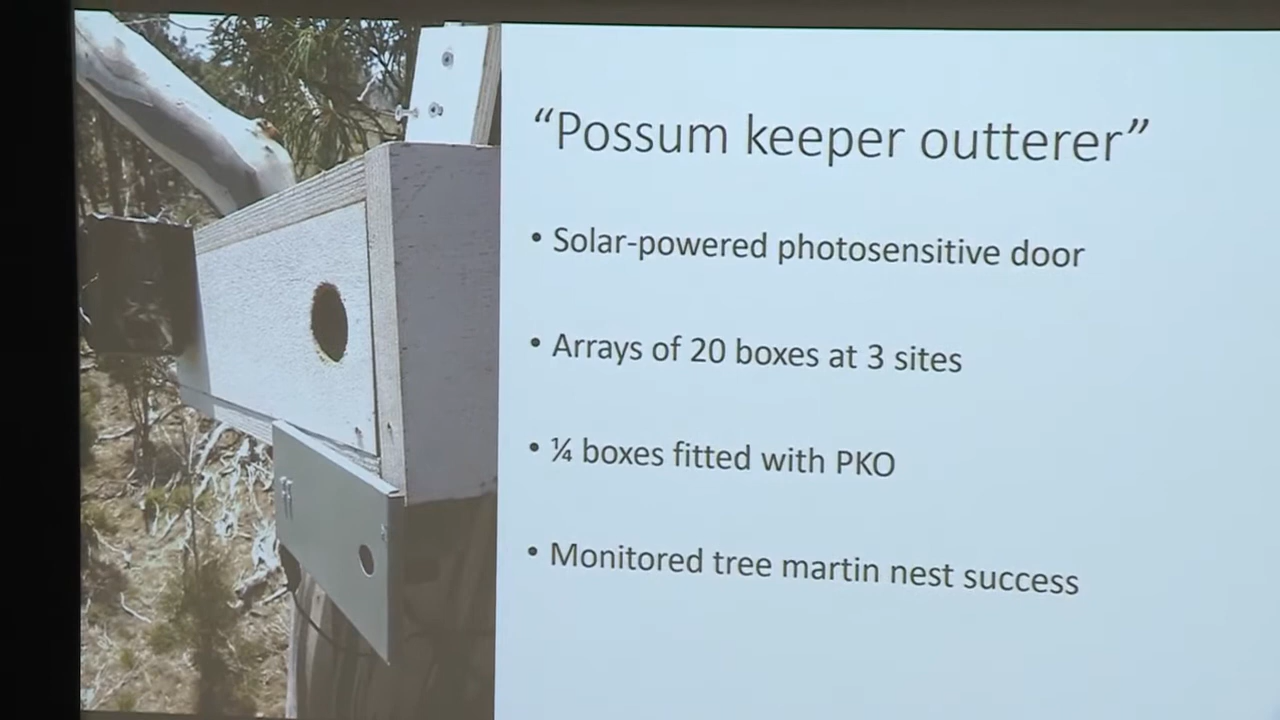 “Possum keeper outterer”
• Solar-powered photosensitive door
• Arrays of 20 boxes at 3 sites
• ¼ boxes fitted with PKO
• Monitored tree martin nest success